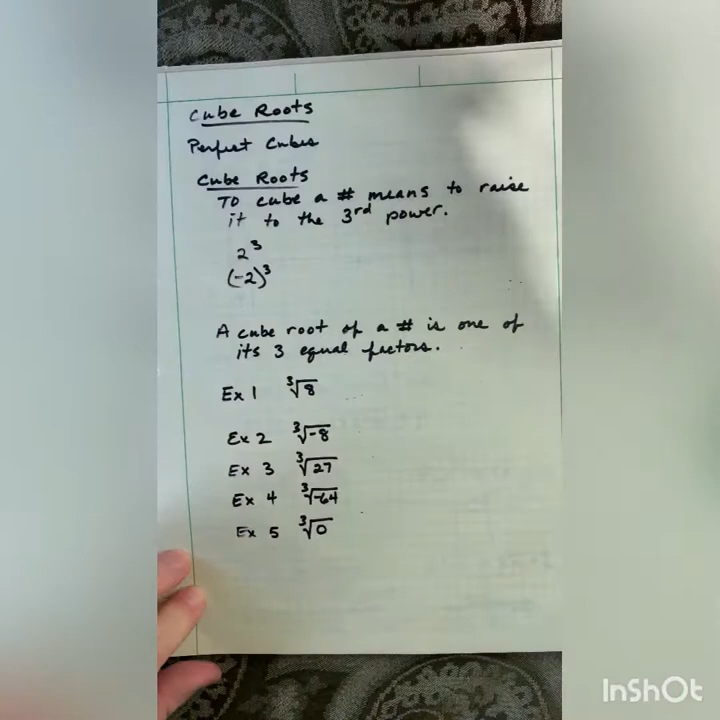 Cube Roots
Perfect Cubes
Cube Roots
To cube a # means to raise
it to the 3rd power.
2³
(-2)³
A cube root of a # is one of
its 3 equal factors.
Ex 1 ∛8
Ex 2 ∛-8
Ex 3 ∛27
Ex 4 ∛-64
Ex 5 ∛0
InShOt